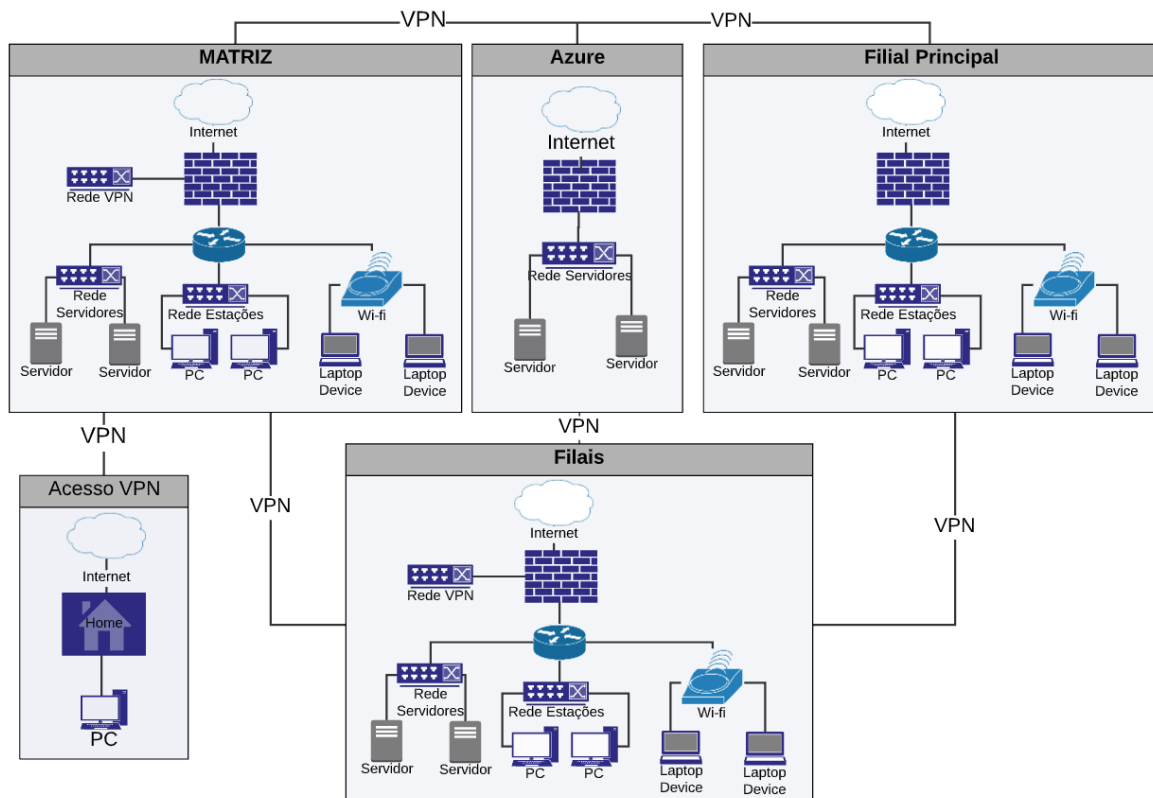 VPN
VPN
MATRIZ
Internet
Rede VPN
Rede
Servidores
Servidor
Servidor
Rede Estações
PC
PC
Wi-fi
Laptop
Device
Laptop
Device
Azure
Internet
Rede Servidores
Servidor
Servidor
Filial Principal
Internet
Rede
Servidores
Servidor
Servidor
Rede Estações
PC
PC
Wi-fi
Laptop
Device
Laptop
Device
VPN
VPN
VPN
VPN
Acesso VPN
Internet
Home
PC
Filais
Internet
Rede VPN
Rede
Servidores
Servidor
Servidor
Rede Estações
PC
PC
Wi-fi
Laptop
Device
Laptop
Device